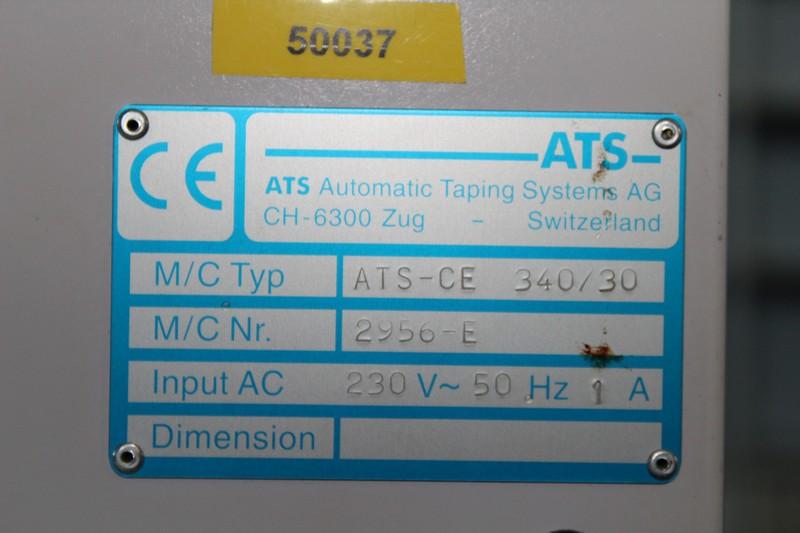 50037
CE
ATS
ATS Automatic Taping Systems AG
CH-6300 Zug - Switzerland
M/C Typ ATS-CE 340/30
M/C Nr. 2956-E
Input AC 230 V~ 50 Hz 1 A
Dimension